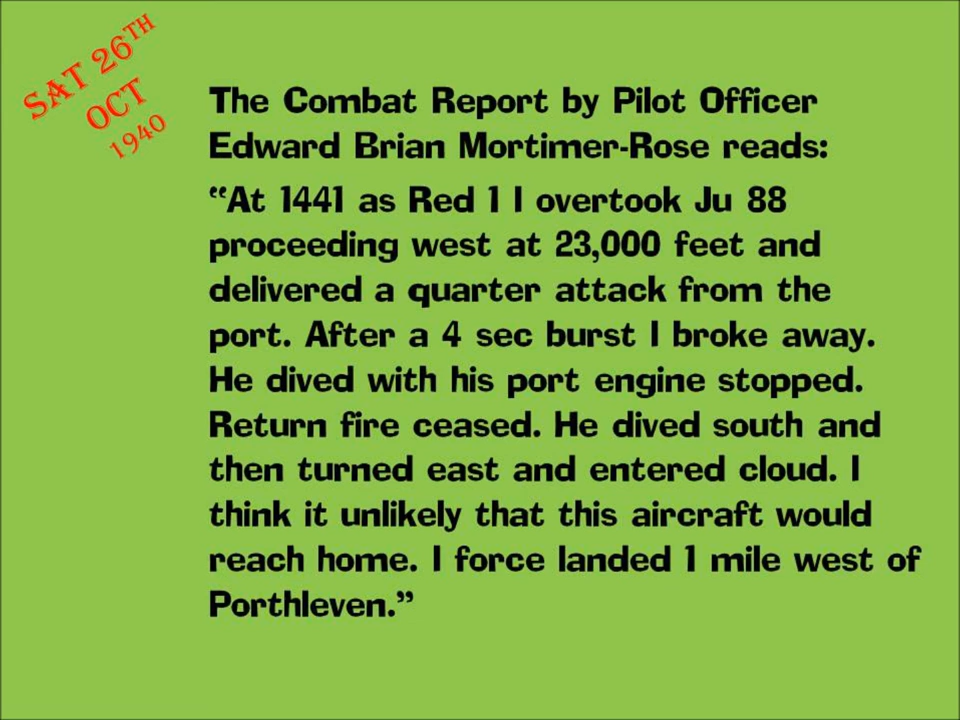 SAT 26TH
OCT
1940
The Combat Report by Pilot Officer
Edward Brian Mortimer-Rose reads:
“At 1441 as Red 1 I overtook Ju 88
proceeding west at 23,000 feet and
delivered a quarter attack from the
port. After a 4 sec burst I broke away.
He dived with his port engine stopped.
Return fire ceased. He dived south and
then turned east and entered cloud. I
think it unlikely that this aircraft would
reach home. I force landed 1 mile west of
Porthleven.”